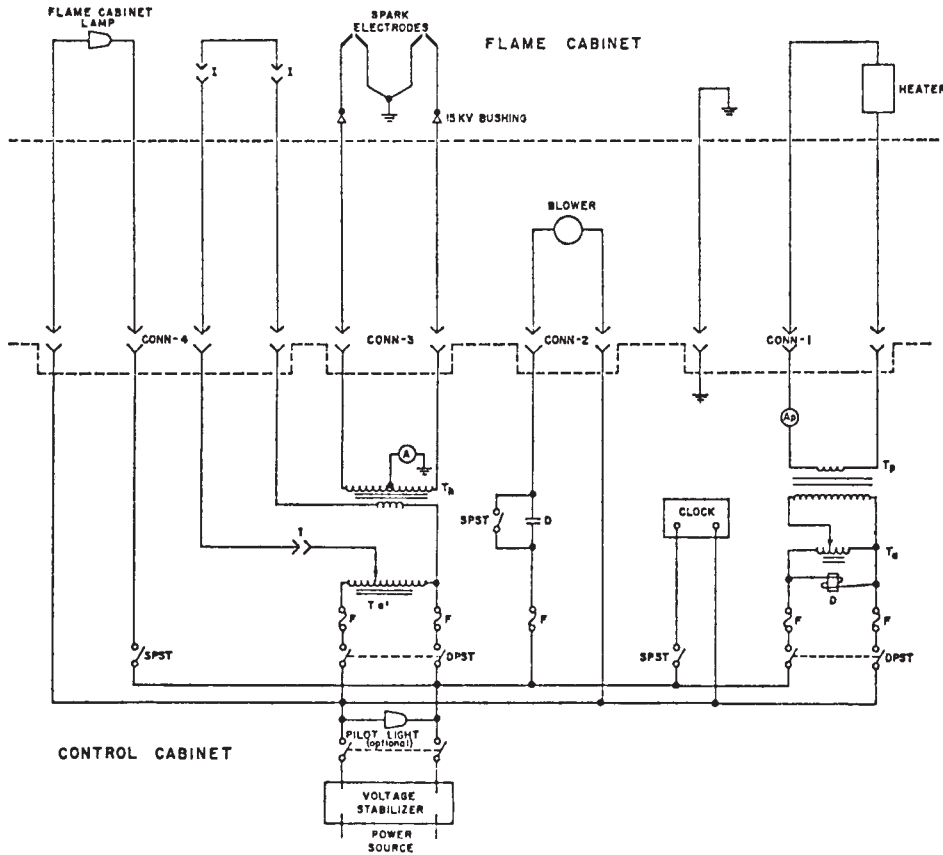 FLAME CABINET
LAMP
SPARK
ELECTRODES
FLAME CABINET
I
I
HEATER
15 KV BUSHING
BLOWER
CONN-4
CONN-3
CONN-2
CONN-1
Ap
A
Th
Tp
SPST
D
CLOCK
I
Ta
Ta'
D
F
F
F
F
F
SPST
DPST
SPST
DPST
PILOT LIGHT
(optional)
CONTROL CABINET
VOLTAGE
STABILIZER
POWER
SOURCE